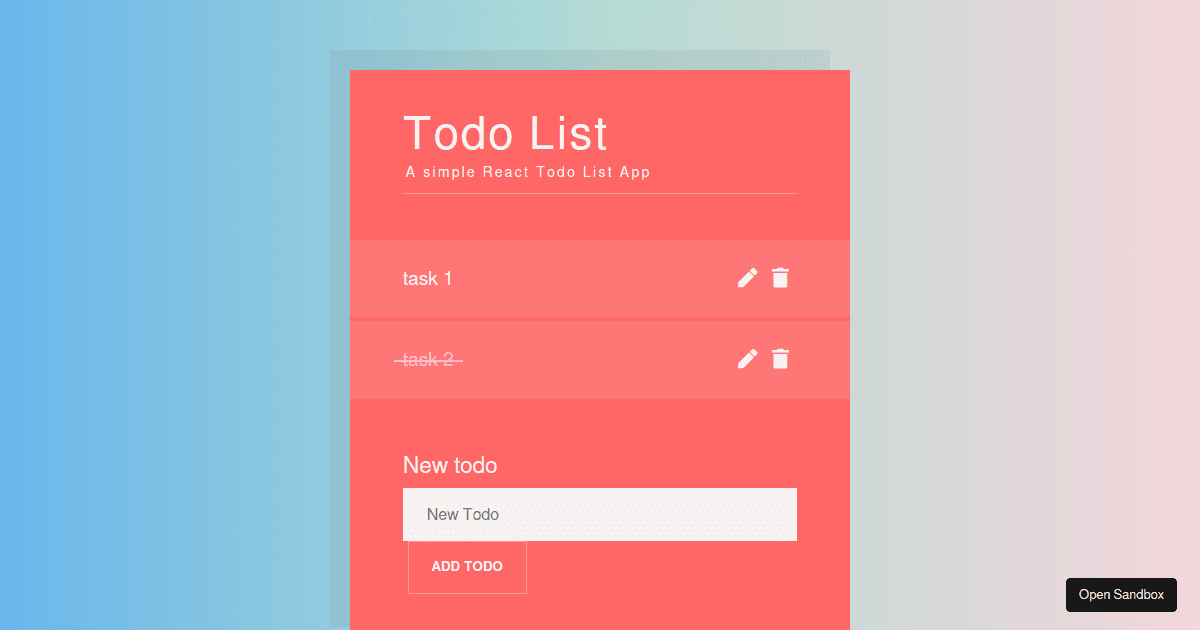 Todo List
A simple React Todo List App
task 1
task 2
New todo
New Todo
ADD TODO
Open Sandbox